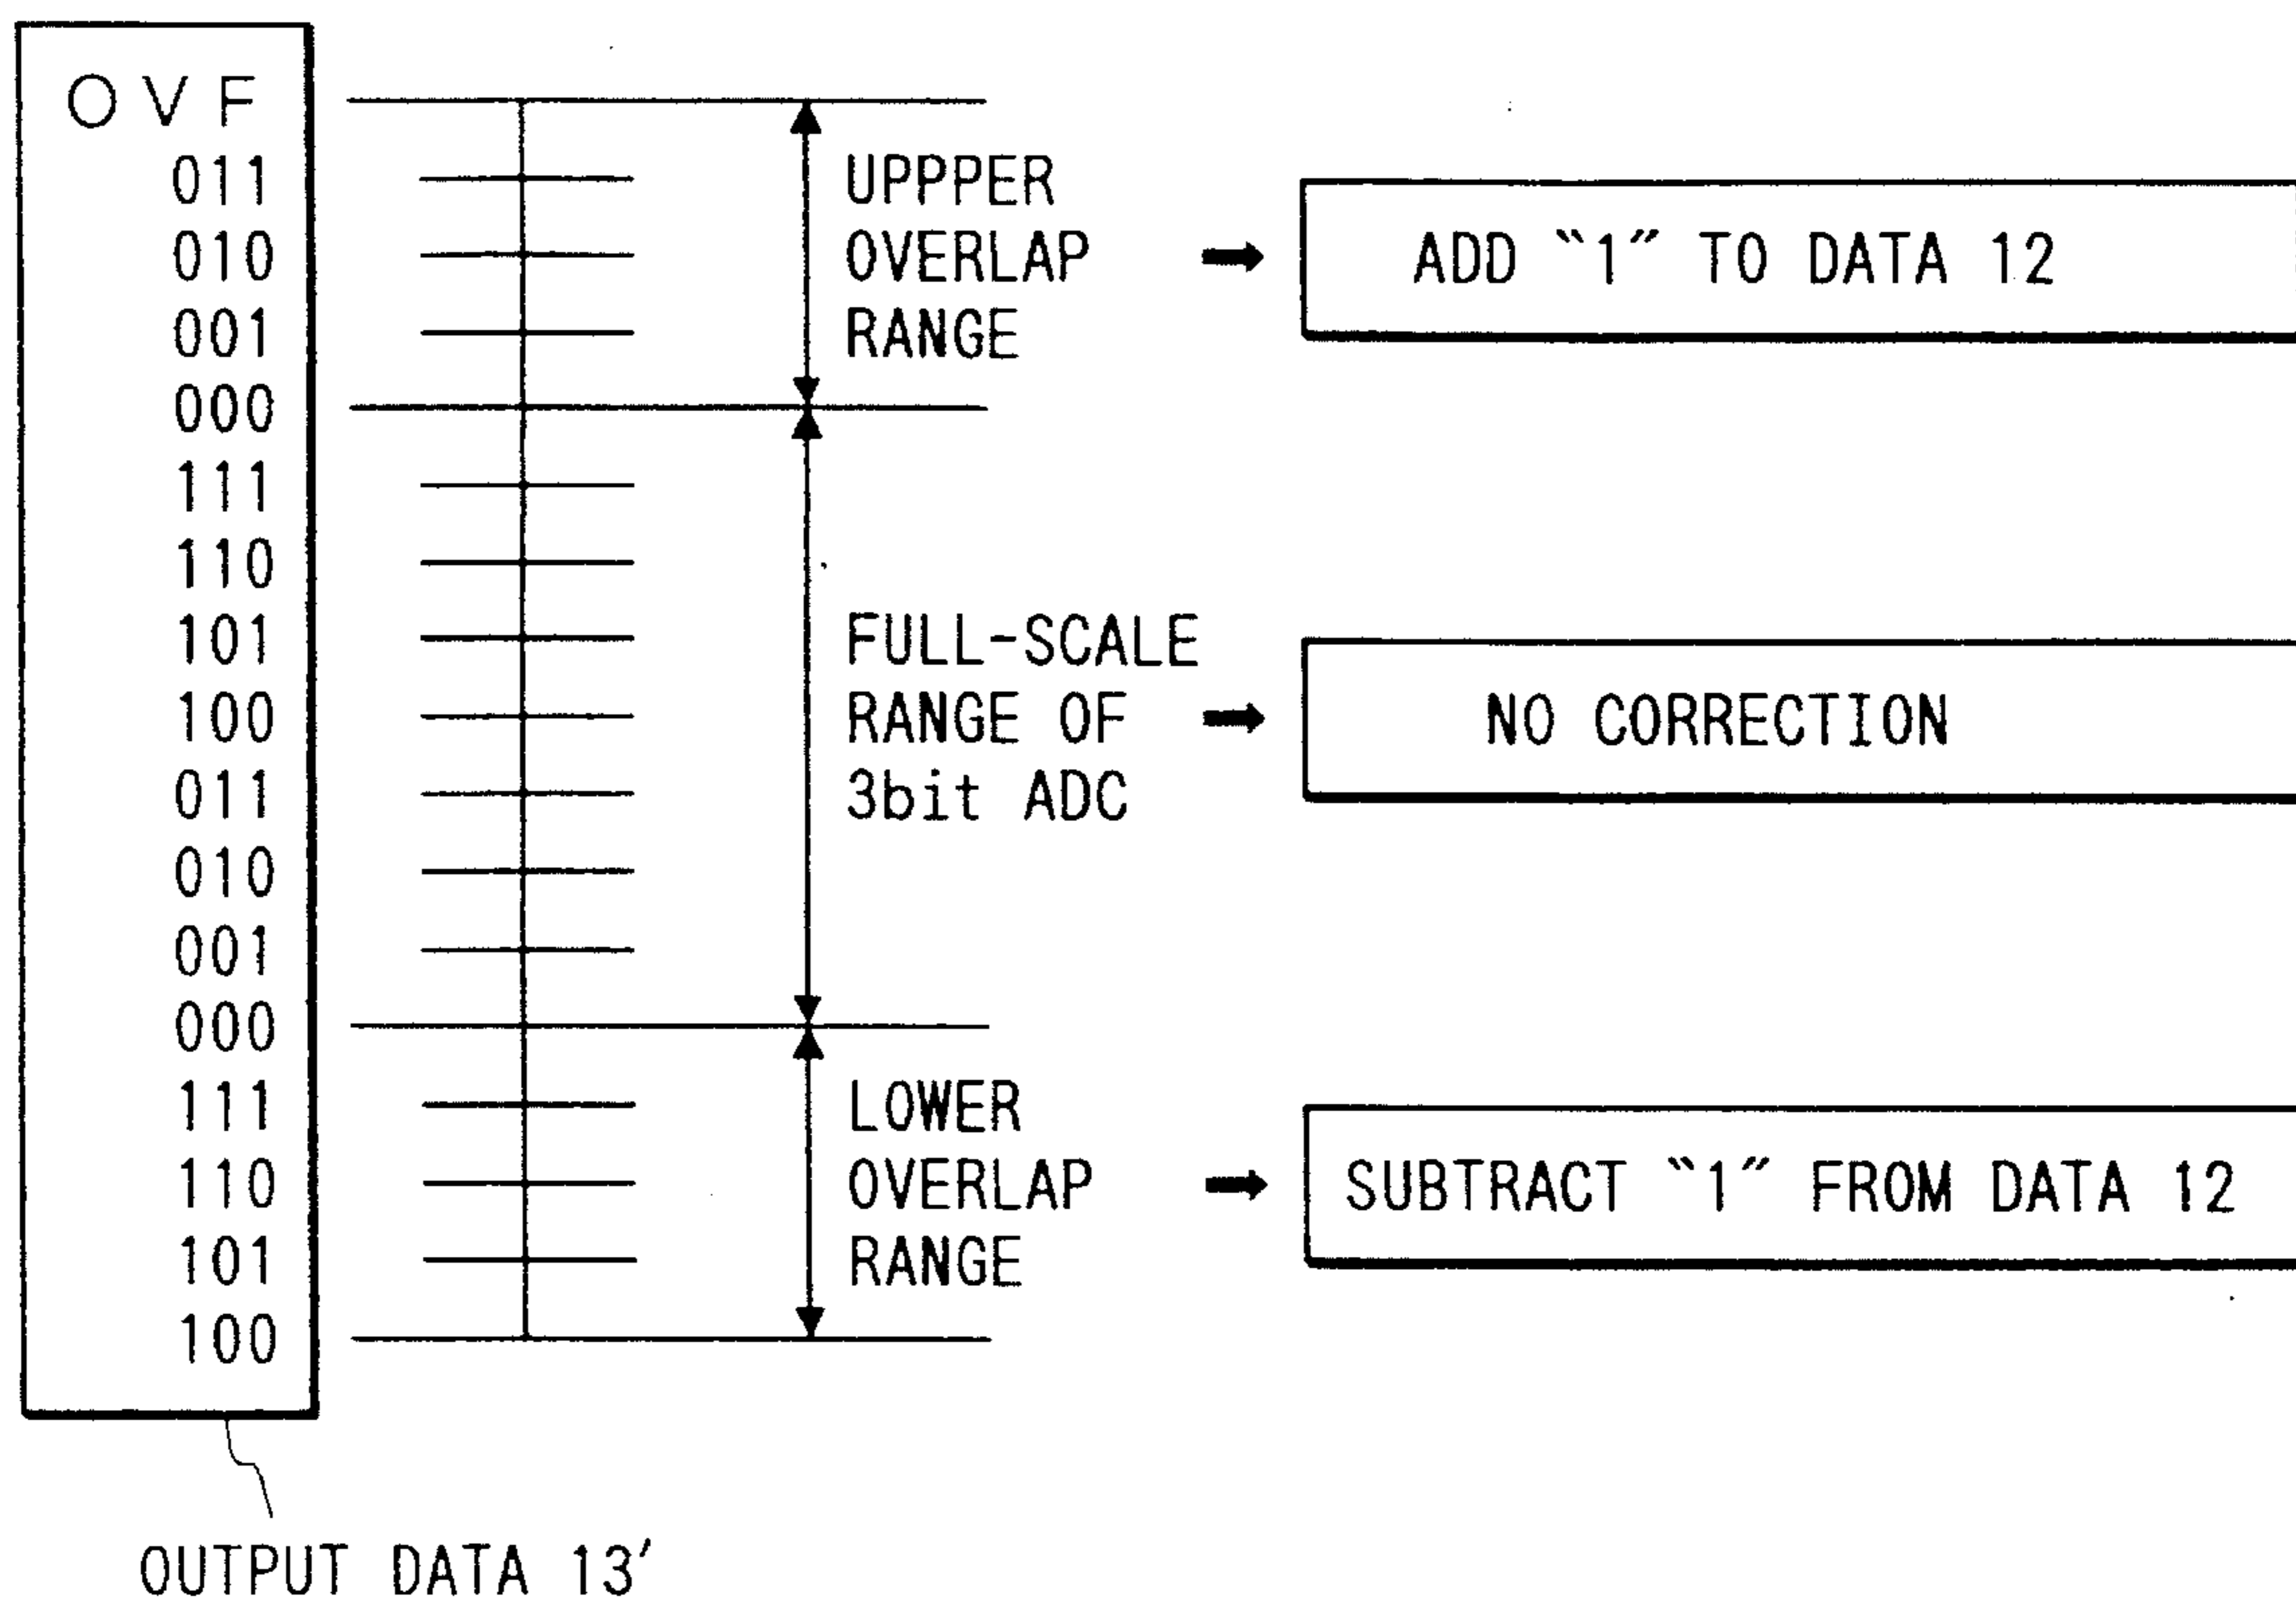 OVF
011
010
001
000
111
110
101
100
011
010
001
000
111
110
101
100
OUTPUT DATA 13′
UPPPER
OVERLAP
RANGE
ADD “1” TO DATA 12
FULL-SCALE
RANGE OF
3bit ADC
NO CORRECTION
LOWER
OVERLAP
RANGE
SUBTRACT “1” FROM DATA 12